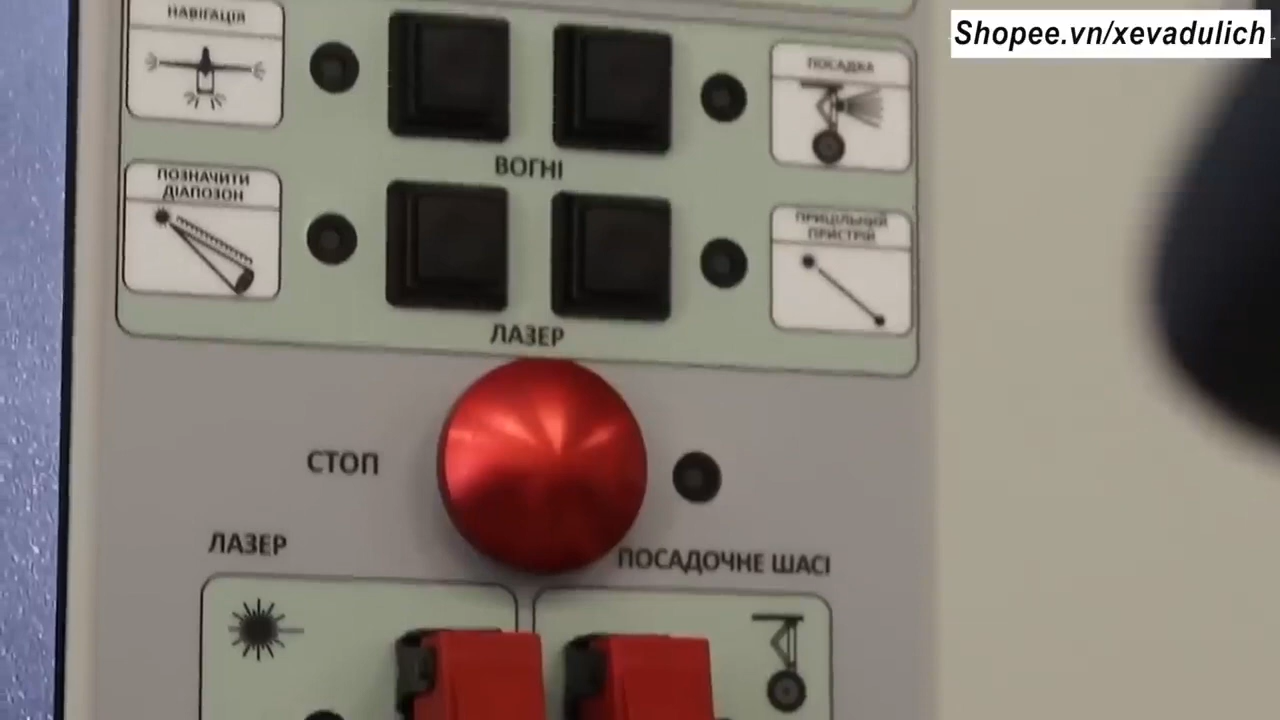 Shopee.vn/xevadulich
НАВІГАЦІЯ
ПОСАДКА
ВОГНІ
ПОЗНАЧИТИ
ДІАПОЗОН
ПРИЦІЛЬНИЙ
ПРИСТРІЙ
ЛАЗЕР
СТОП
ЛАЗЕР
ПОСАДОЧНЕ ШАСІ